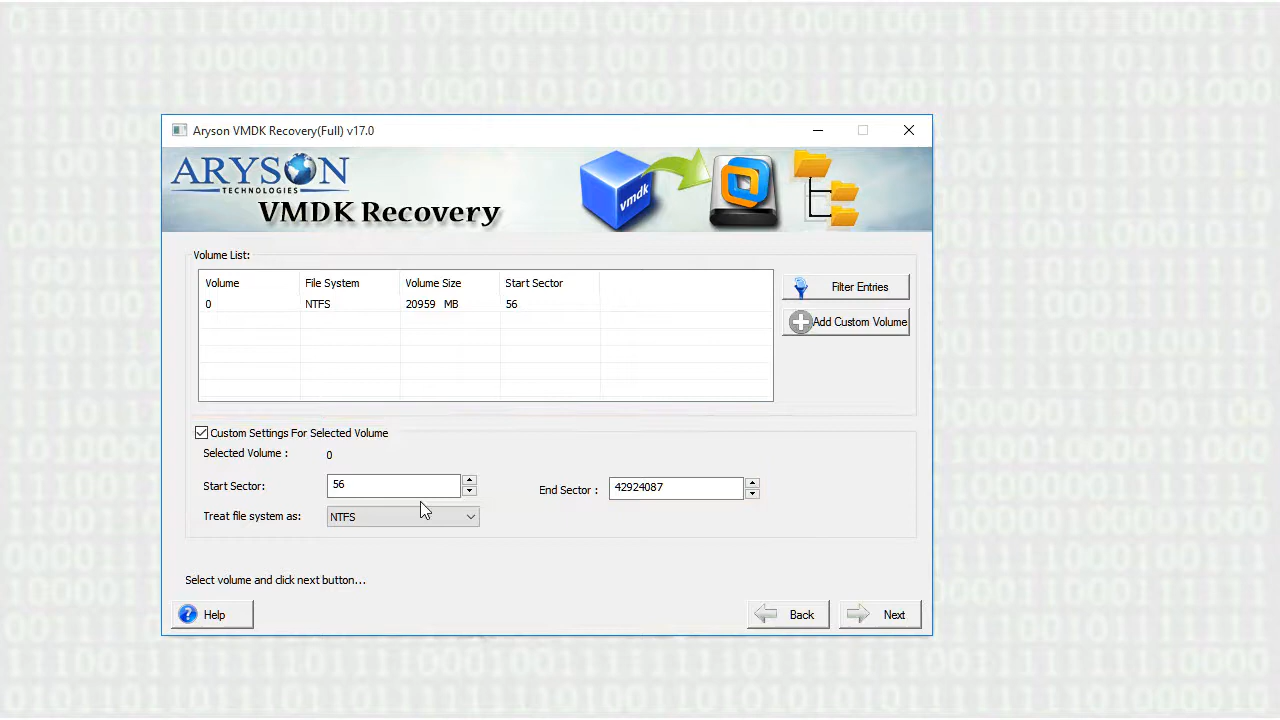 Aryson VMDK Recovery(Full) v17.0
ARYSON
TECHNOLOGIES
VMDK Recovery
vmdk
Volume List:
Volume File System Volume Size Start Sector
0 NTFS 20959 MB 56
Filter Entries
Add Custom Volume
Custom Settings For Selected Volume
Selected Volume : 0
Start Sector: 56 End Sector : 42924087
Treat file system as: NTFS
Select volume and click next button...
Help Back Next